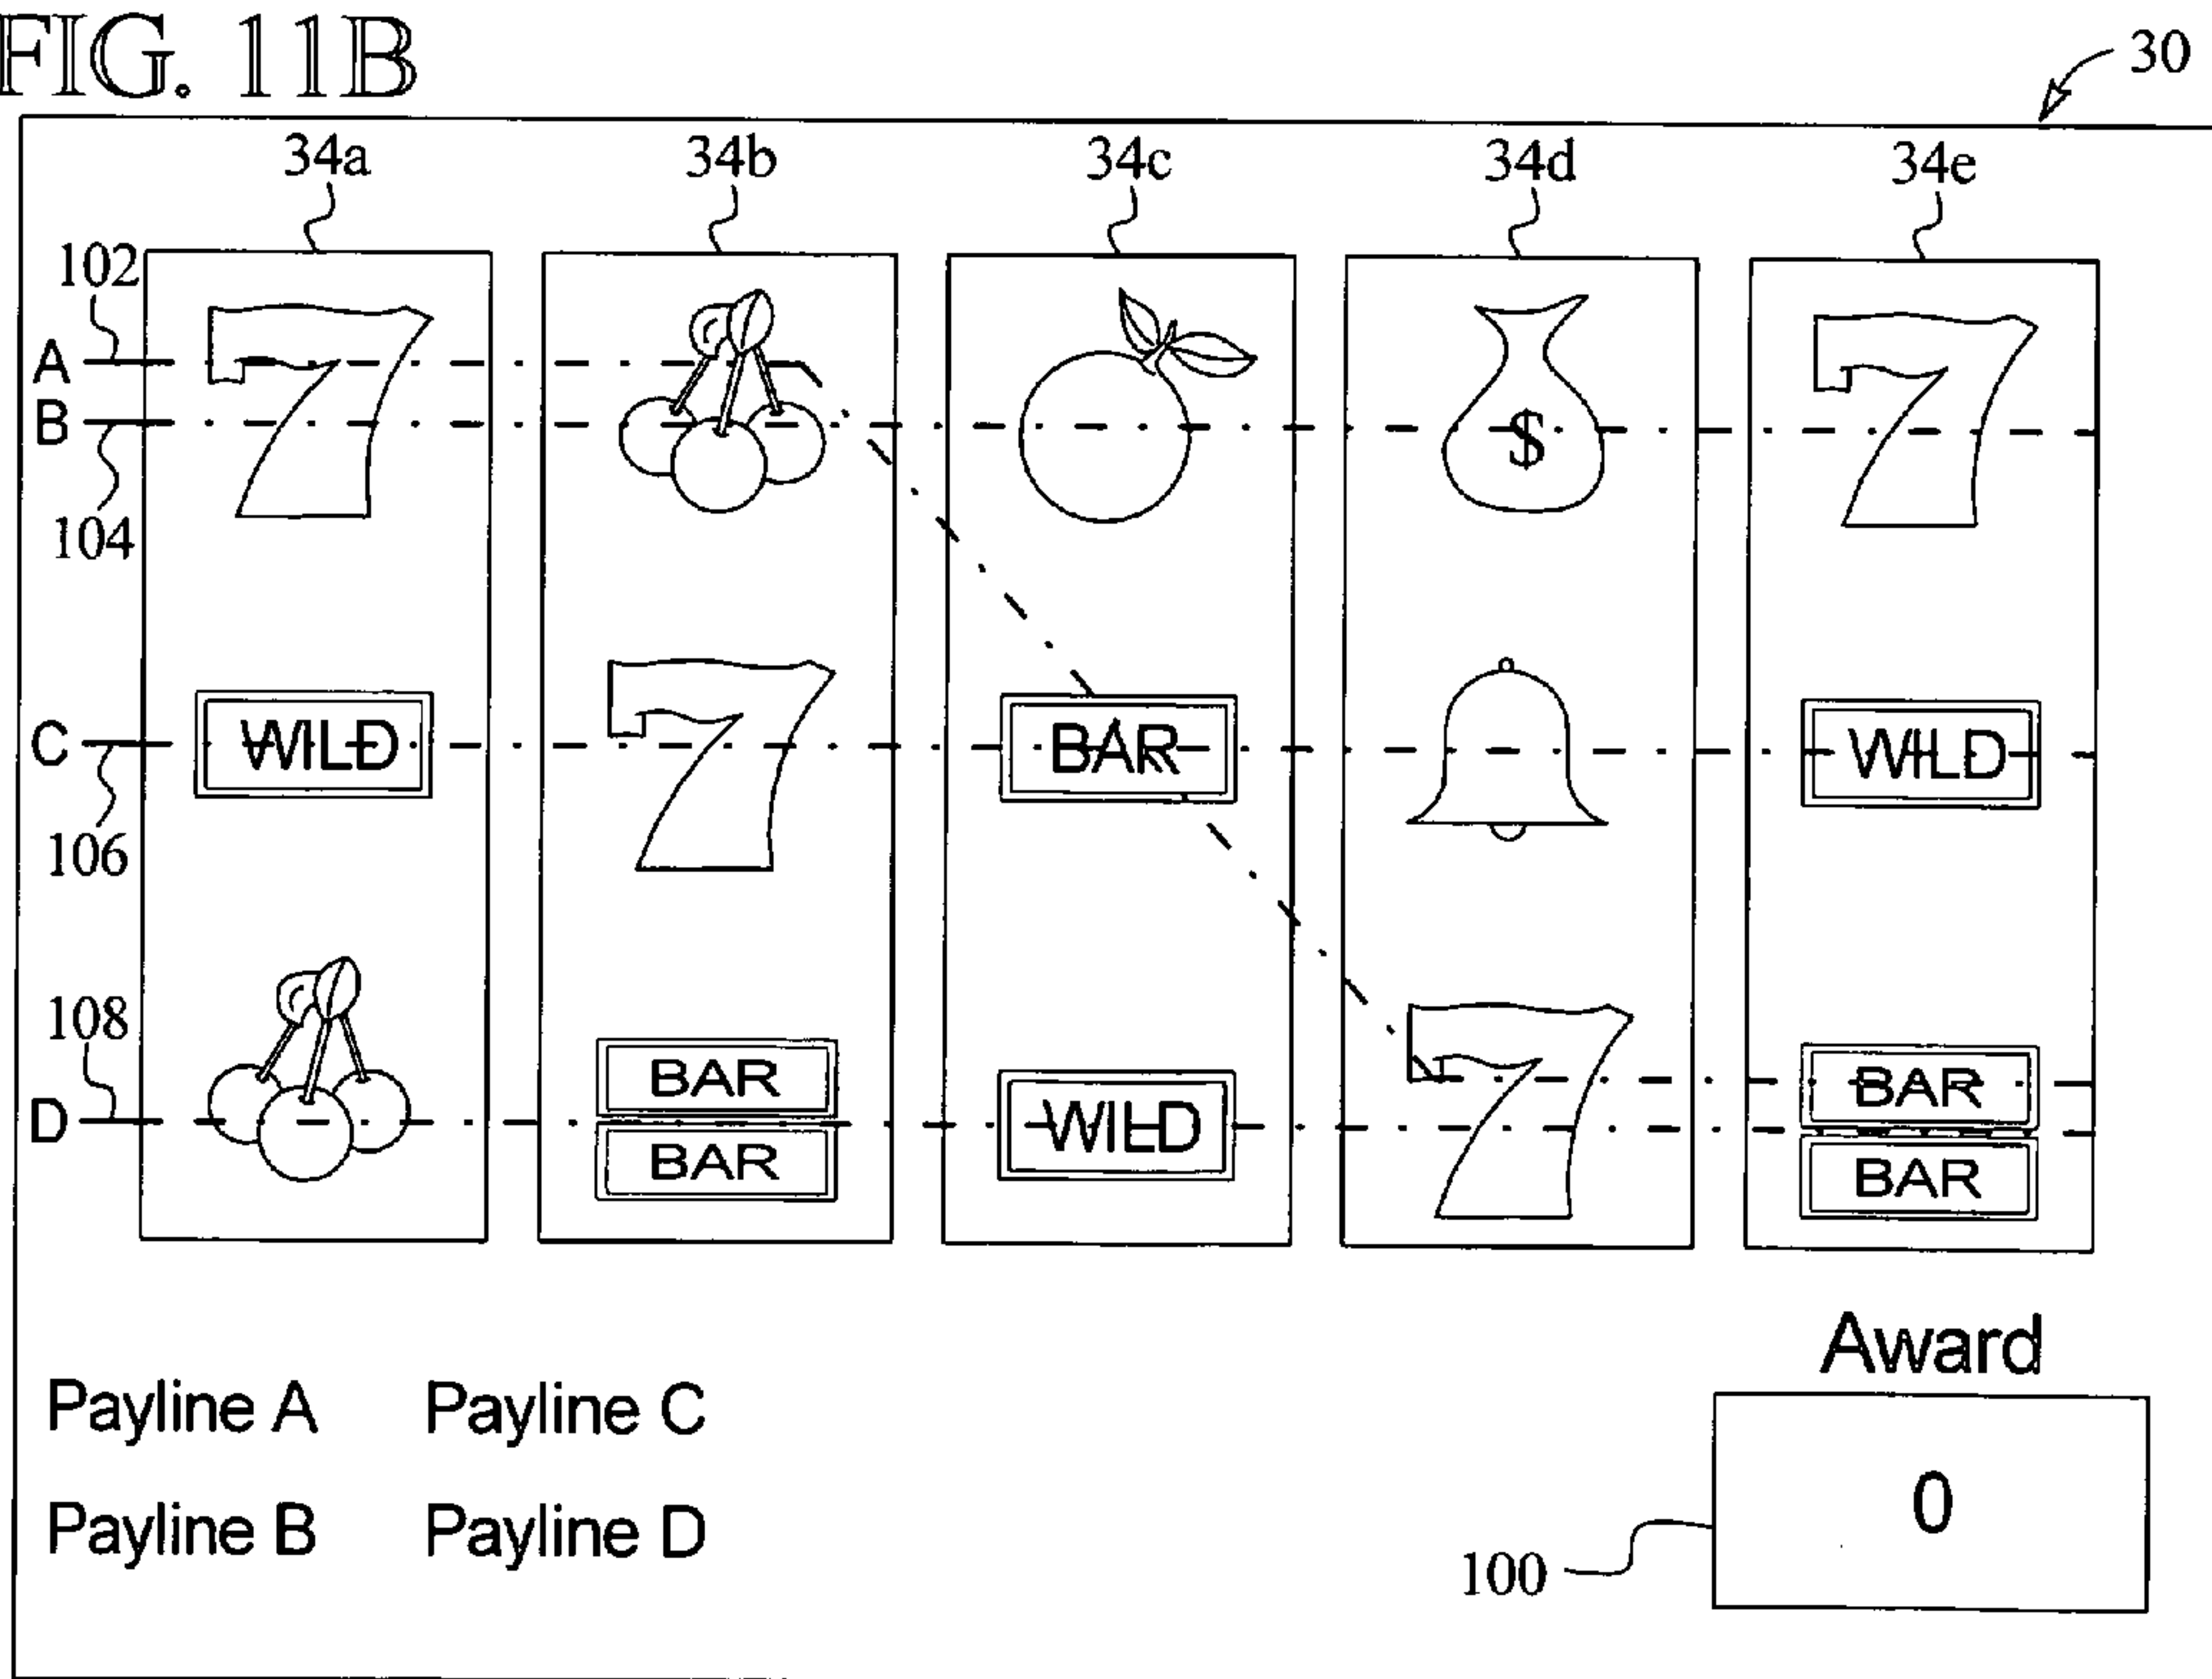 FIG. 11B
30
34a 34b 34c 34d 34e
102
A
B
$
104
C WILD BAR WILD
106
108
BAR BAR
D WILD
BAR BAR
Award
Payline A Payline C
0
Payline B Payline D
100